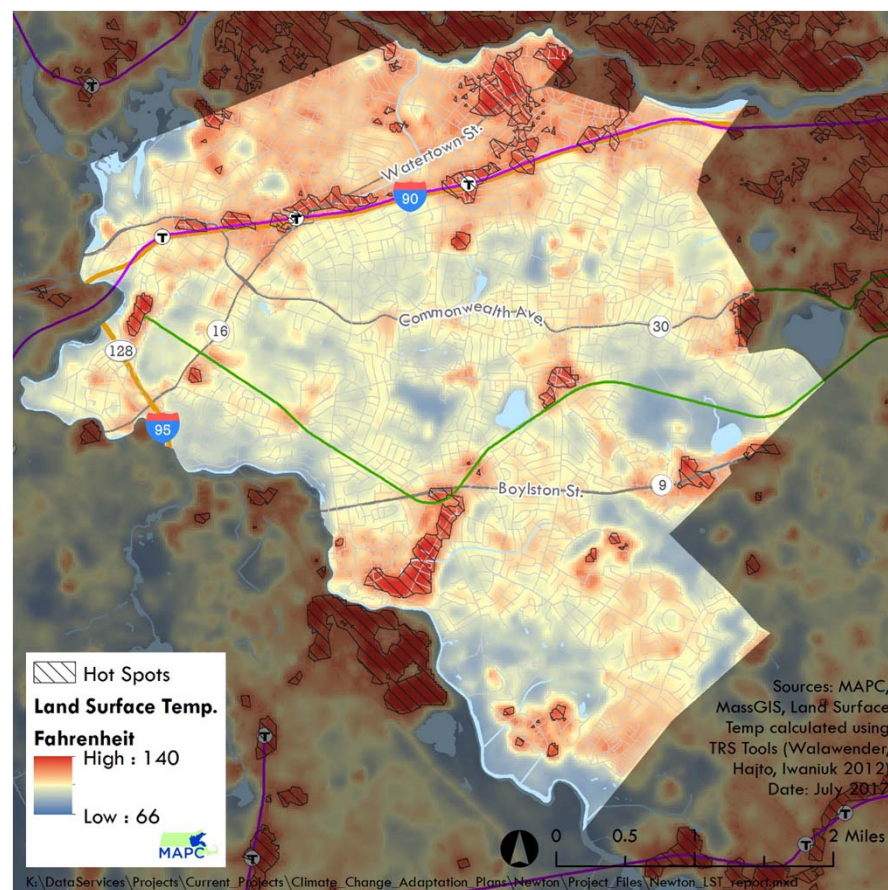 T
Watertown St.
90
T
T
T
Commonwealth Ave.
30
16
128
95
Boylston St.
9
Hot Spots
Land Surface Temp.
Fahrenheit
High : 140
Low : 66
MAPC
Sources: MAPC,
MassGIS, Land Surface
Temp calculated using
TRS Tools (Walawender,
Hajto, Iwaniuk 2012)
Date: July 2017
T
T
T
T
0 0.5 1 2 Miles
K:\DataServices\Projects\Current_Projects\Climate_Change_Adaptation_Plans\Newton\Project_Files\Newton_LST_report.mxd